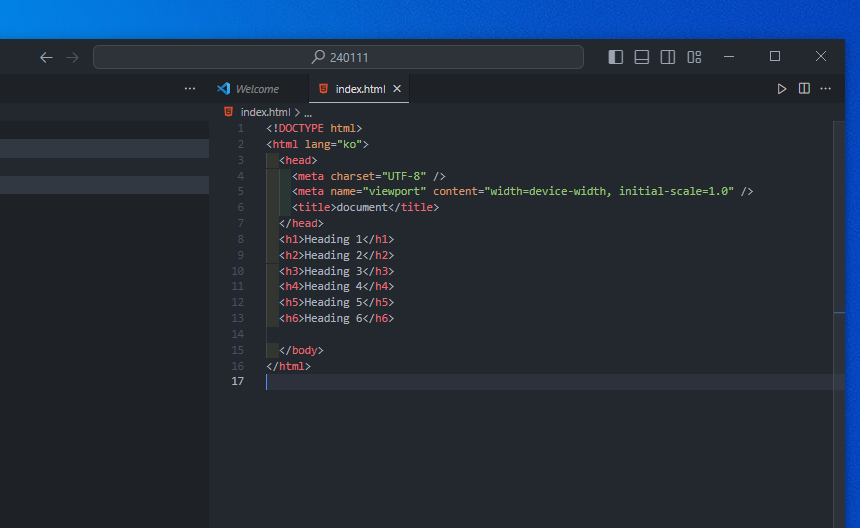 240111
Welcome
index.html
index.html > ...
1 <!DOCTYPE html>
2 <html lang="ko">
3 <head>
4 <meta charset="UTF-8" />
5 <meta name="viewport" content="width=device-width, initial-scale=1.0" />
6 <title>document</title>
7 </head>
8 <h1>Heading 1</h1>
9 <h2>Heading 2</h2>
10 <h3>Heading 3</h3>
11 <h4>Heading 4</h4>
12 <h5>Heading 5</h5>
13 <h6>Heading 6</h6>
14
15 </body>
16 </html>
17